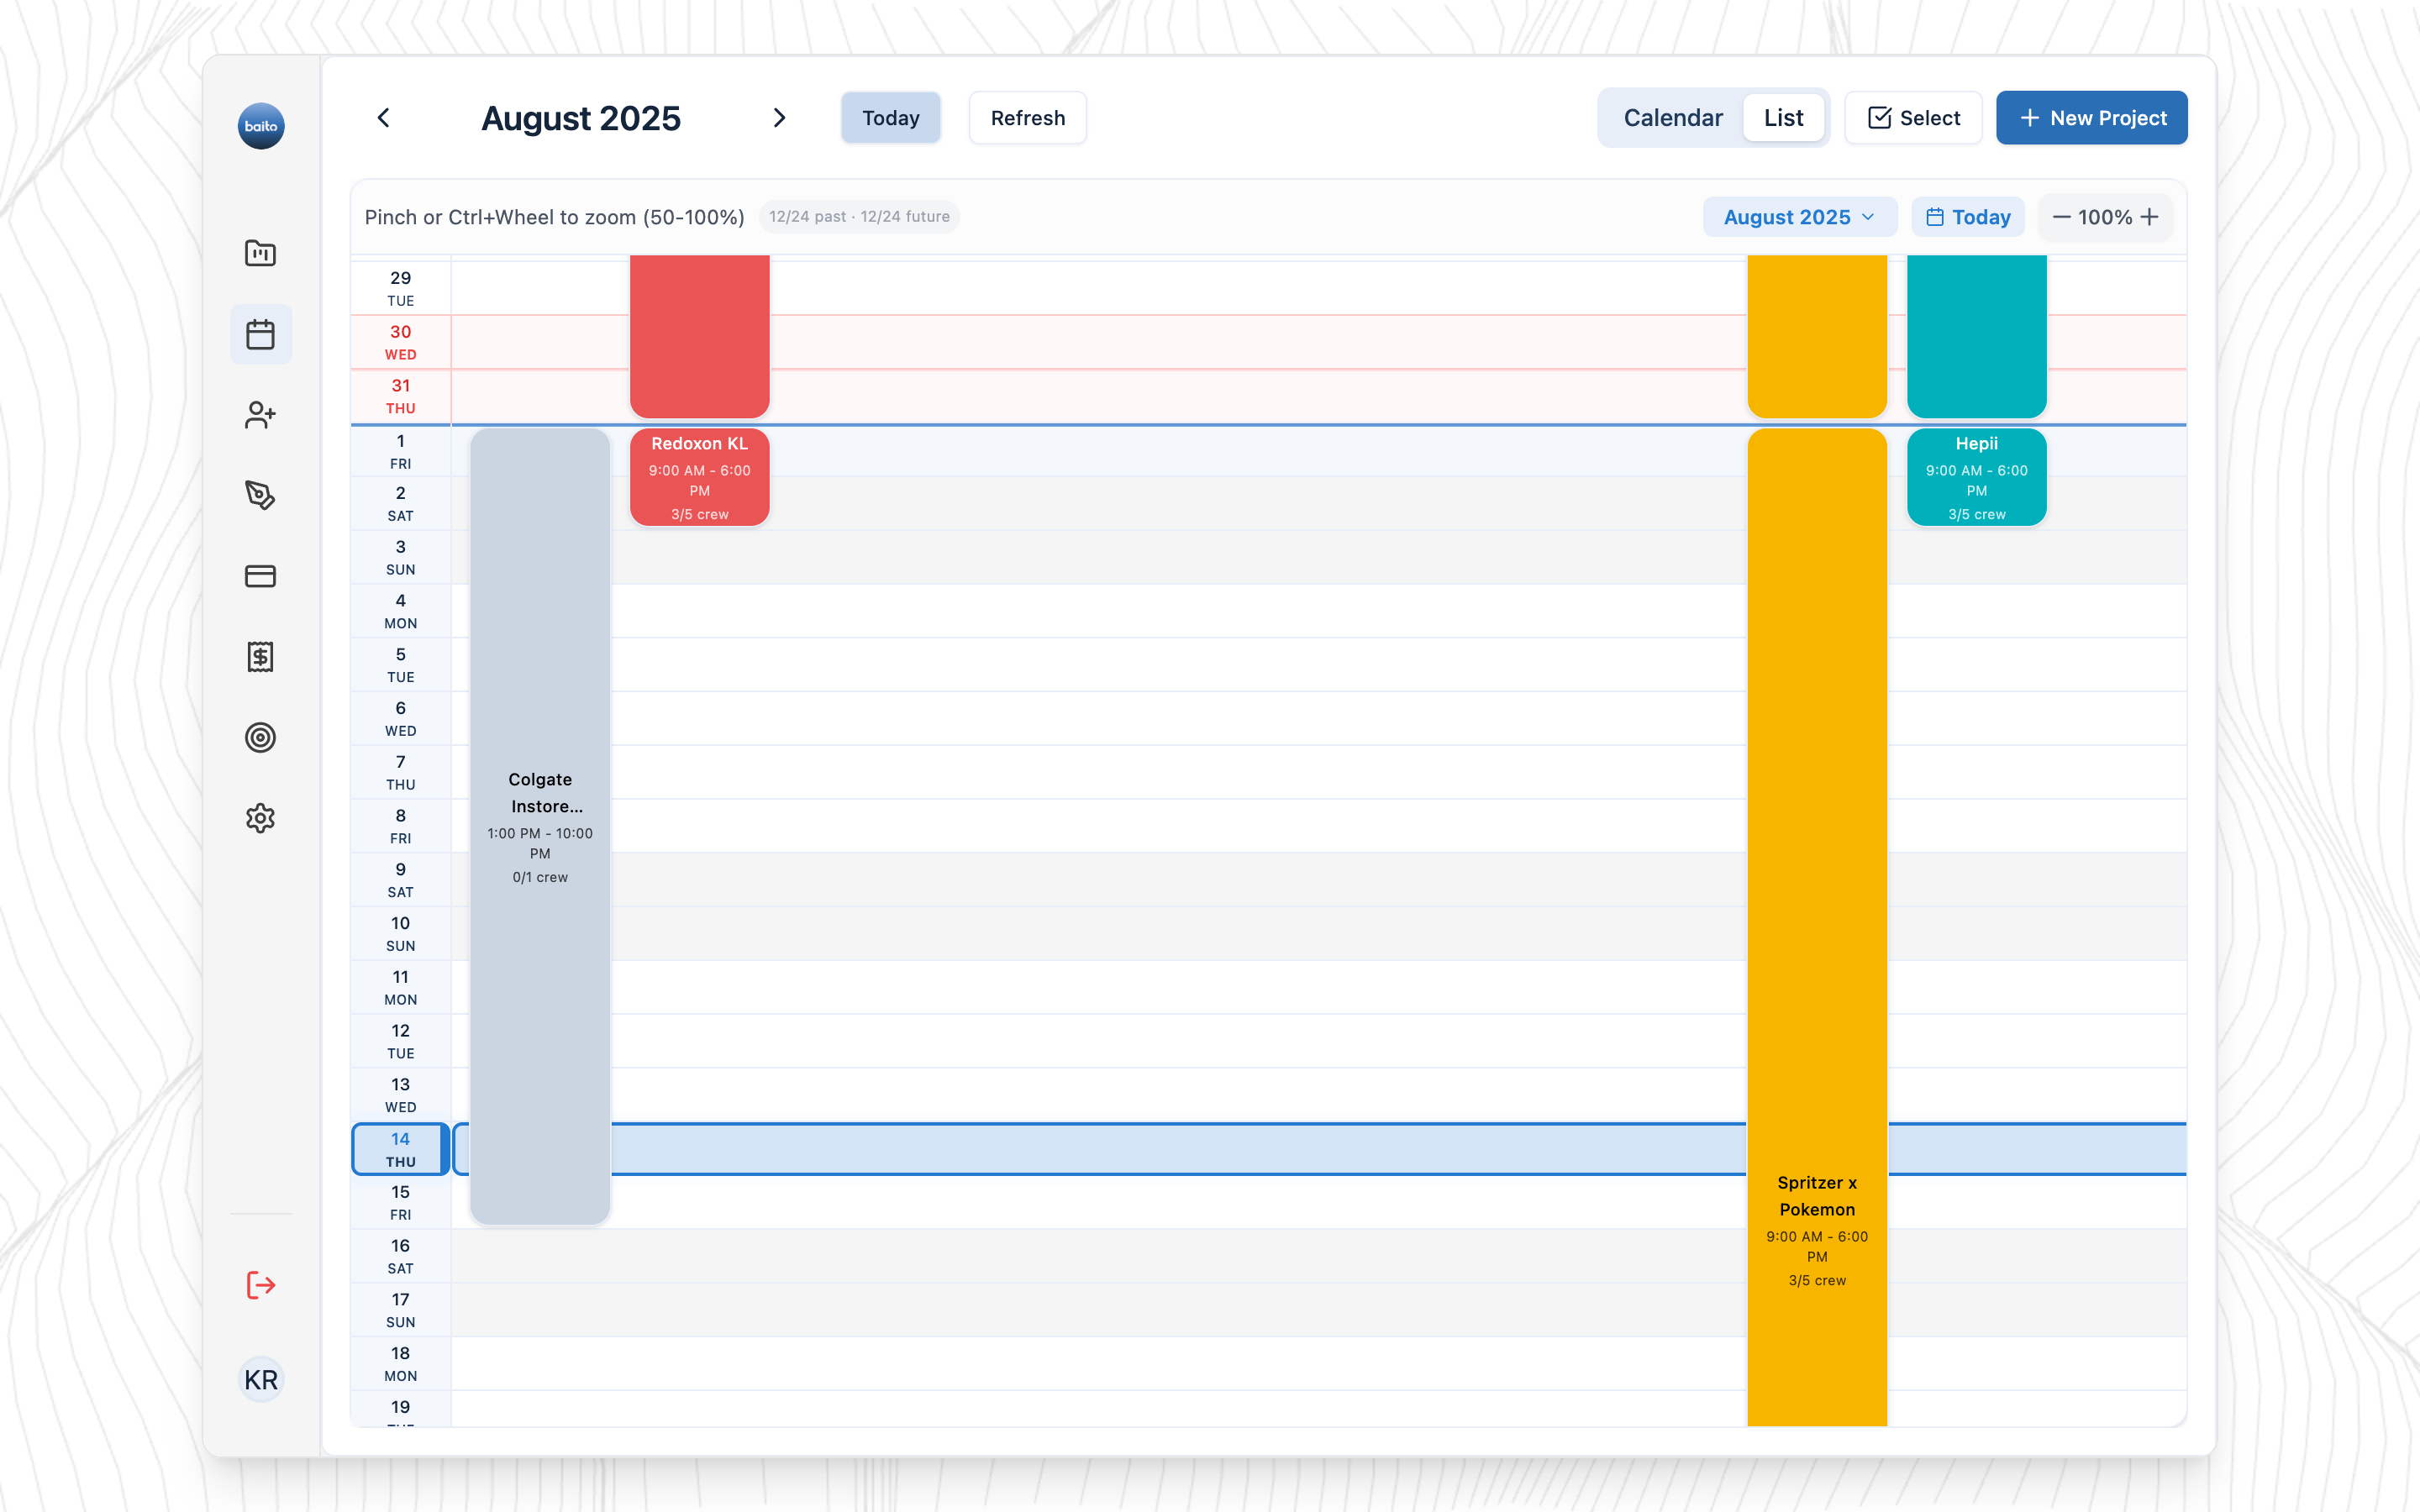 baito
August 2025
Today
Refresh
Calendar
List
Select
New Project
Pinch or Ctrl+Wheel to zoom (50-100%)
12/24 past · 12/24 future
August 2025
Today
100%
29
TUE
30
WED
31
THU
1
FRI
2
SAT
3
SUN
4
MON
5
TUE
6
WED
7
THU
8
FRI
9
SAT
10
SUN
11
MON
12
TUE
13
WED
14
THU
15
FRI
16
SAT
17
SUN
18
MON
19
Colgate
Instore...
1:00 PM - 10:00
PM
0/1 crew
Redoxon KL
9:00 AM - 6:00
PM
3/5 crew
Spritzer x
Pokemon
9:00 AM - 6:00
PM
3/5 crew
Hepii
9:00 AM - 6:00
PM
3/5 crew
KR